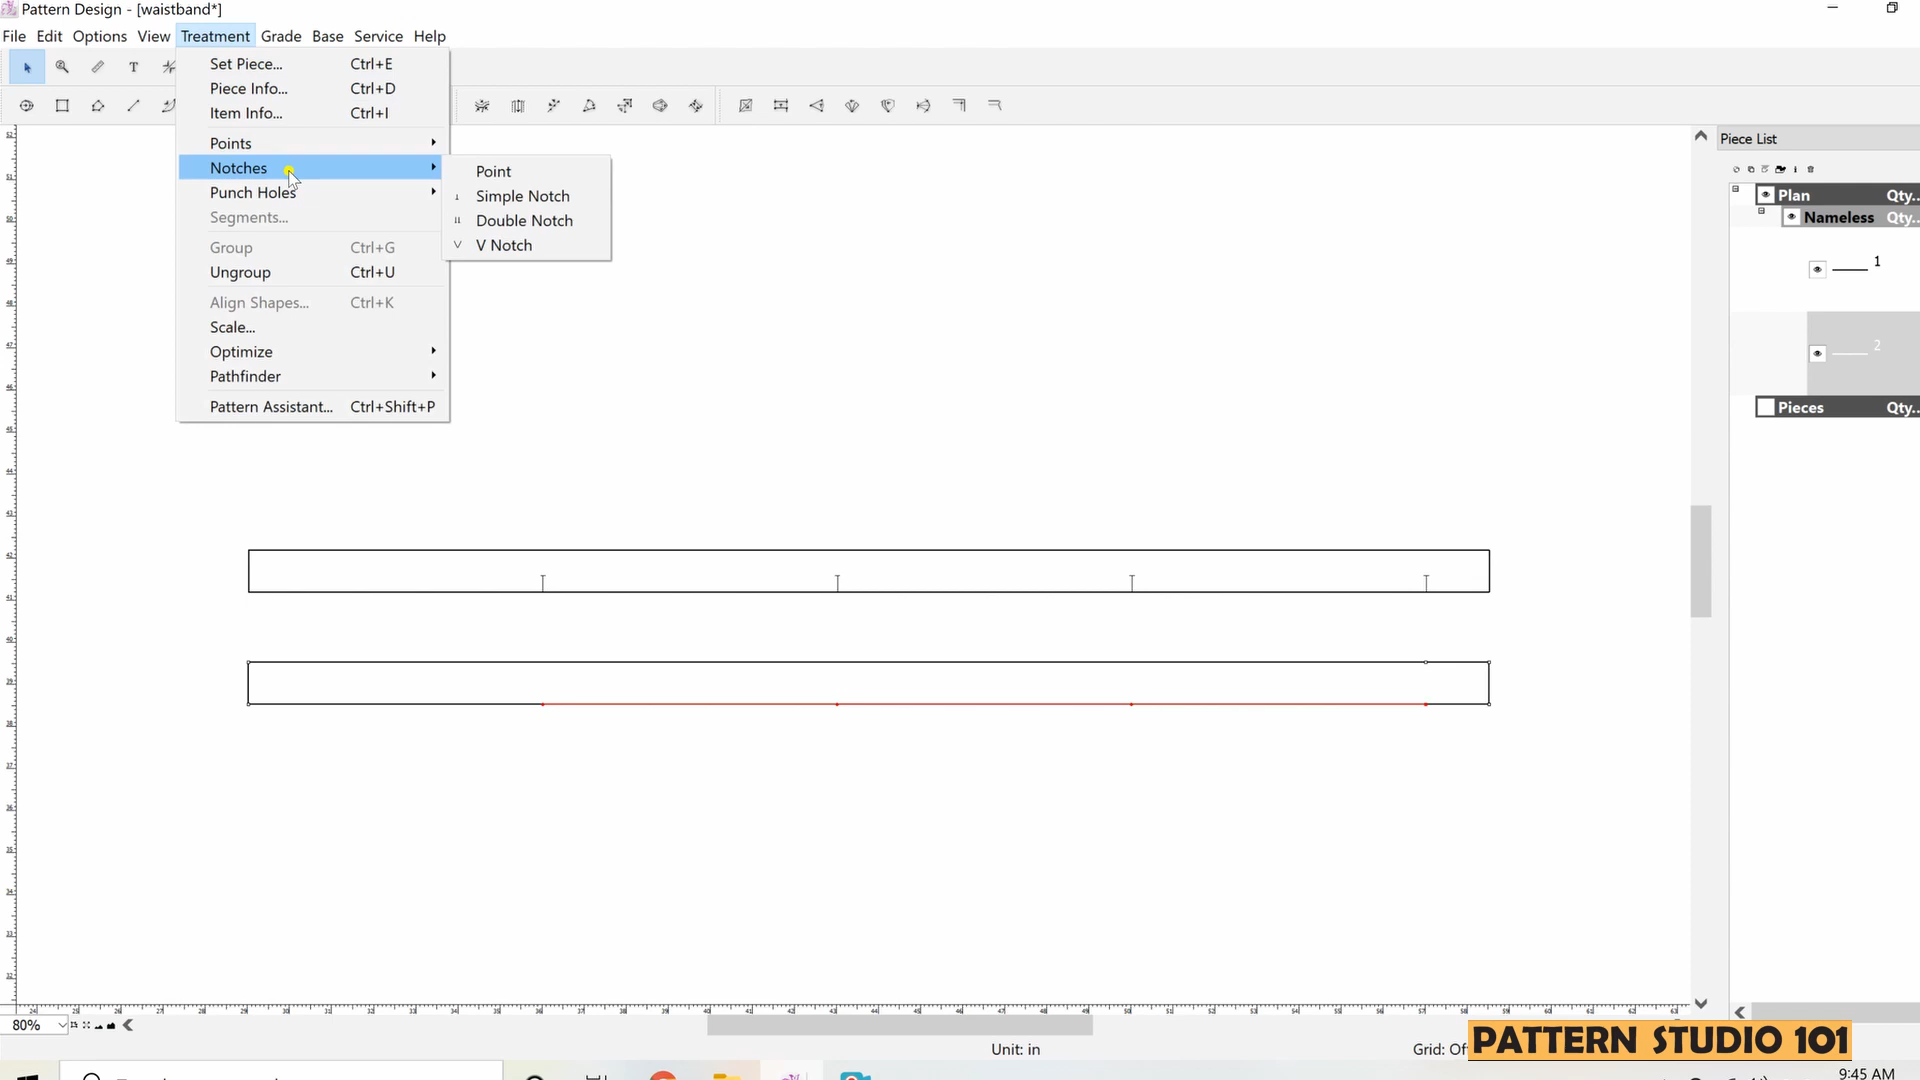 Pattern Design - [waistband*]
File Edit Options View Treatment Grade Base Service Help
Set Piece... Ctrl+E
Piece Info... Ctrl+D
Item Info... Ctrl+I
Points
Notches
Punch Holes
Segments...
Group Ctrl+G
Ungroup Ctrl+U
Align Shapes... Ctrl+K
Scale...
Optimize
Pathfinder
Pattern Assistant... Ctrl+Shift+P
Point
Simple Notch
Double Notch
V Notch
Piece List
Plan Qty..
Nameless Qty..
1
2
Pieces Qty..
80%
Unit: in
Grid: Of
PATTERN STUDIO 101
9:45 AM